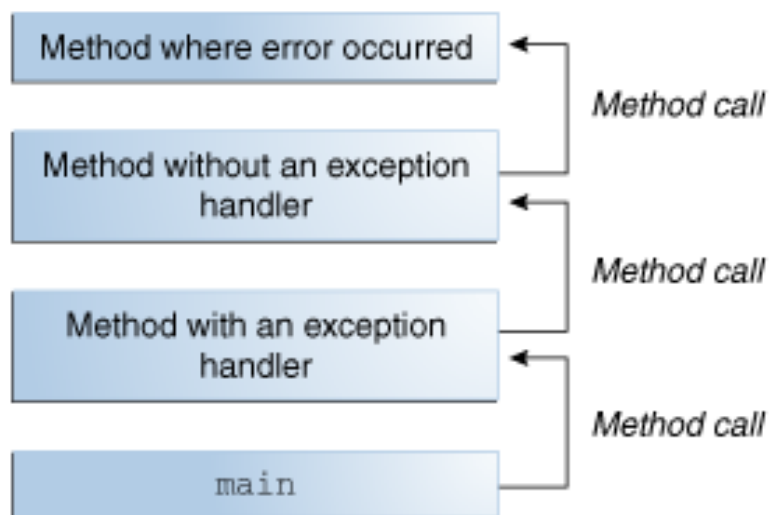 Method where error occurred
Method call
Method without an exception
handler
Method call
Method with an exception
handler
Method call
main